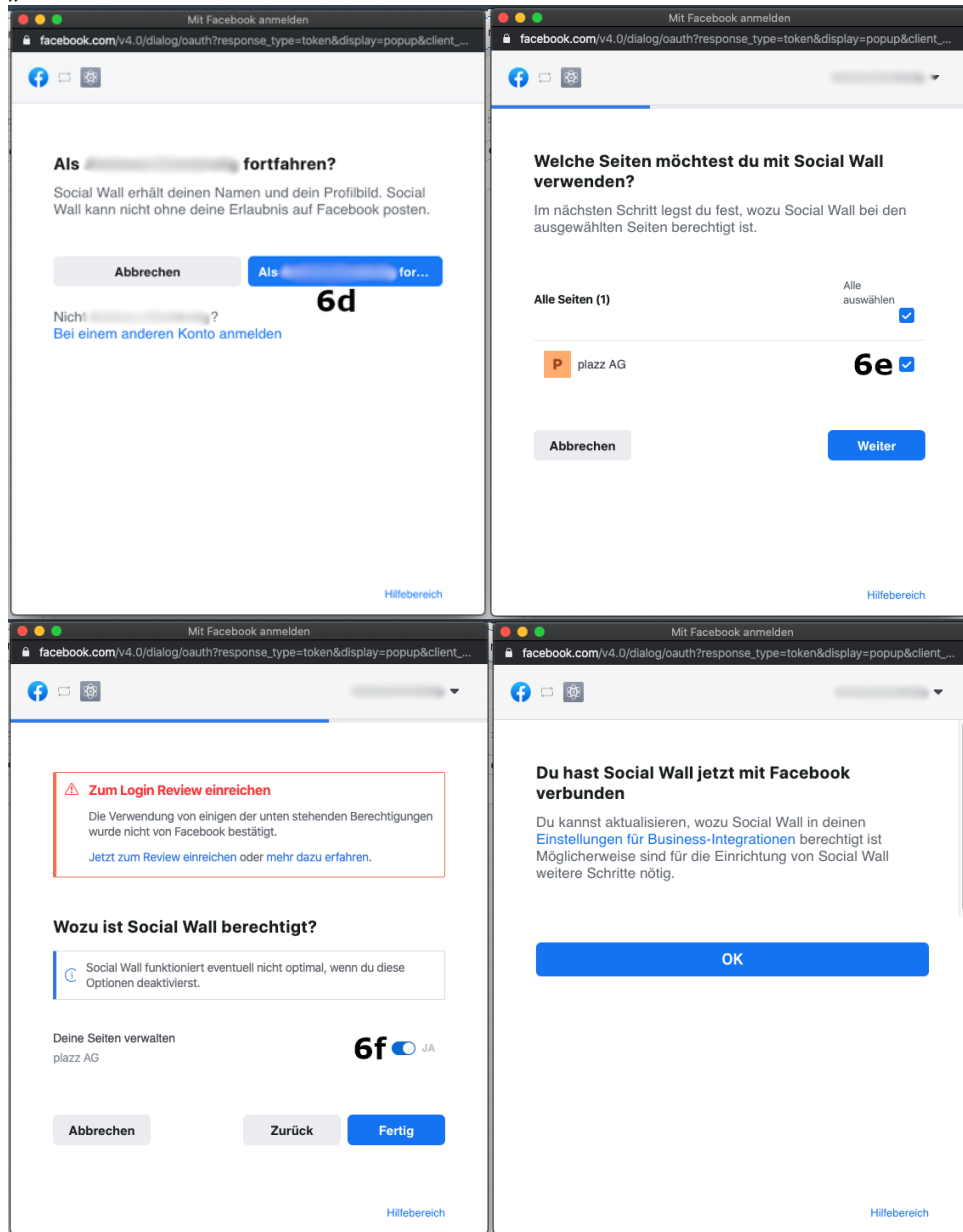 Mit Facebook anmelden
facebook.com/v4.0/dialog/oauth?response_type=token&display=popup&client_...
Als fortfahren?
Social Wall erhält deinen Namen und dein Profilbild. Social
Wall kann nicht ohne deine Erlaubnis auf Facebook posten.
Abbrechen
Als for...
6d
Nicht ?
Bei einem anderen Konto anmelden
Hilfebereich
Mit Facebook anmelden
facebook.com/v4.0/dialog/oauth?response_type=token&display=popup&client_...
Welche Seiten möchtest du mit Social Wall
verwenden?
Im nächsten Schritt legst du fest, wozu Social Wall bei den
ausgewählten Seiten berechtigt ist.
Alle Seiten (1)
Alle
auswählen
P plazz AG
6e
Abbrechen
Weiter
Hilfebereich
Mit Facebook anmelden
facebook.com/v4.0/dialog/oauth?response_type=token&display=popup&client_...
Zum Login Review einreichen
Die Verwendung von einigen der unten stehenden Berechtigungen
wurde nicht von Facebook bestätigt.
Jetzt zum Review einreichen oder mehr dazu erfahren.
Wozu ist Social Wall berechtigt?
Social Wall funktioniert eventuell nicht optimal, wenn du diese
Optionen deaktivierst.
Deine Seiten verwalten
plazz AG
6f
JA
Abbrechen
Zurück
Fertig
Hilfebereich
Mit Facebook anmelden
facebook.com/v4.0/dialog/oauth?response_type=token&display=popup&client_...
Du hast Social Wall jetzt mit Facebook
verbunden
Du kannst aktualisieren, wozu Social Wall in deinen
Einstellungen für Business-Integrationen berechtigt ist
Möglicherweise sind für die Einrichtung von Social Wall
weitere Schritte nötig.
OK
Hilfebereich